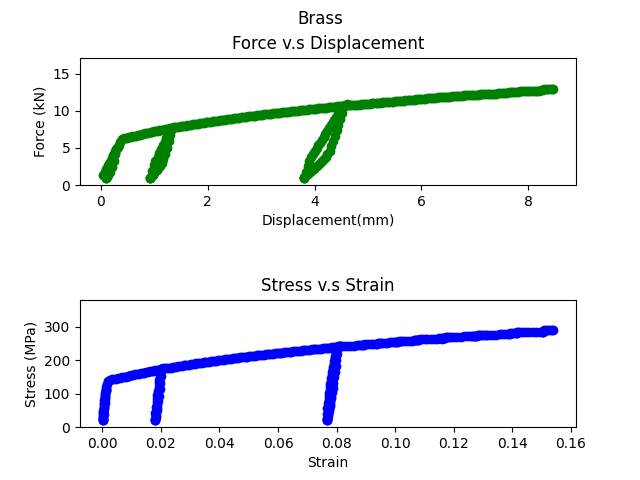 Brass
Force v.s Displacement
15
10
5
0
Force (kN)
0 2 4 6 8
Displacement(mm)
Stress v.s Strain
300
200
100
0
Stress (MPa)
0.00 0.02 0.04 0.06 0.08 0.10 0.12 0.14 0.16
Strain